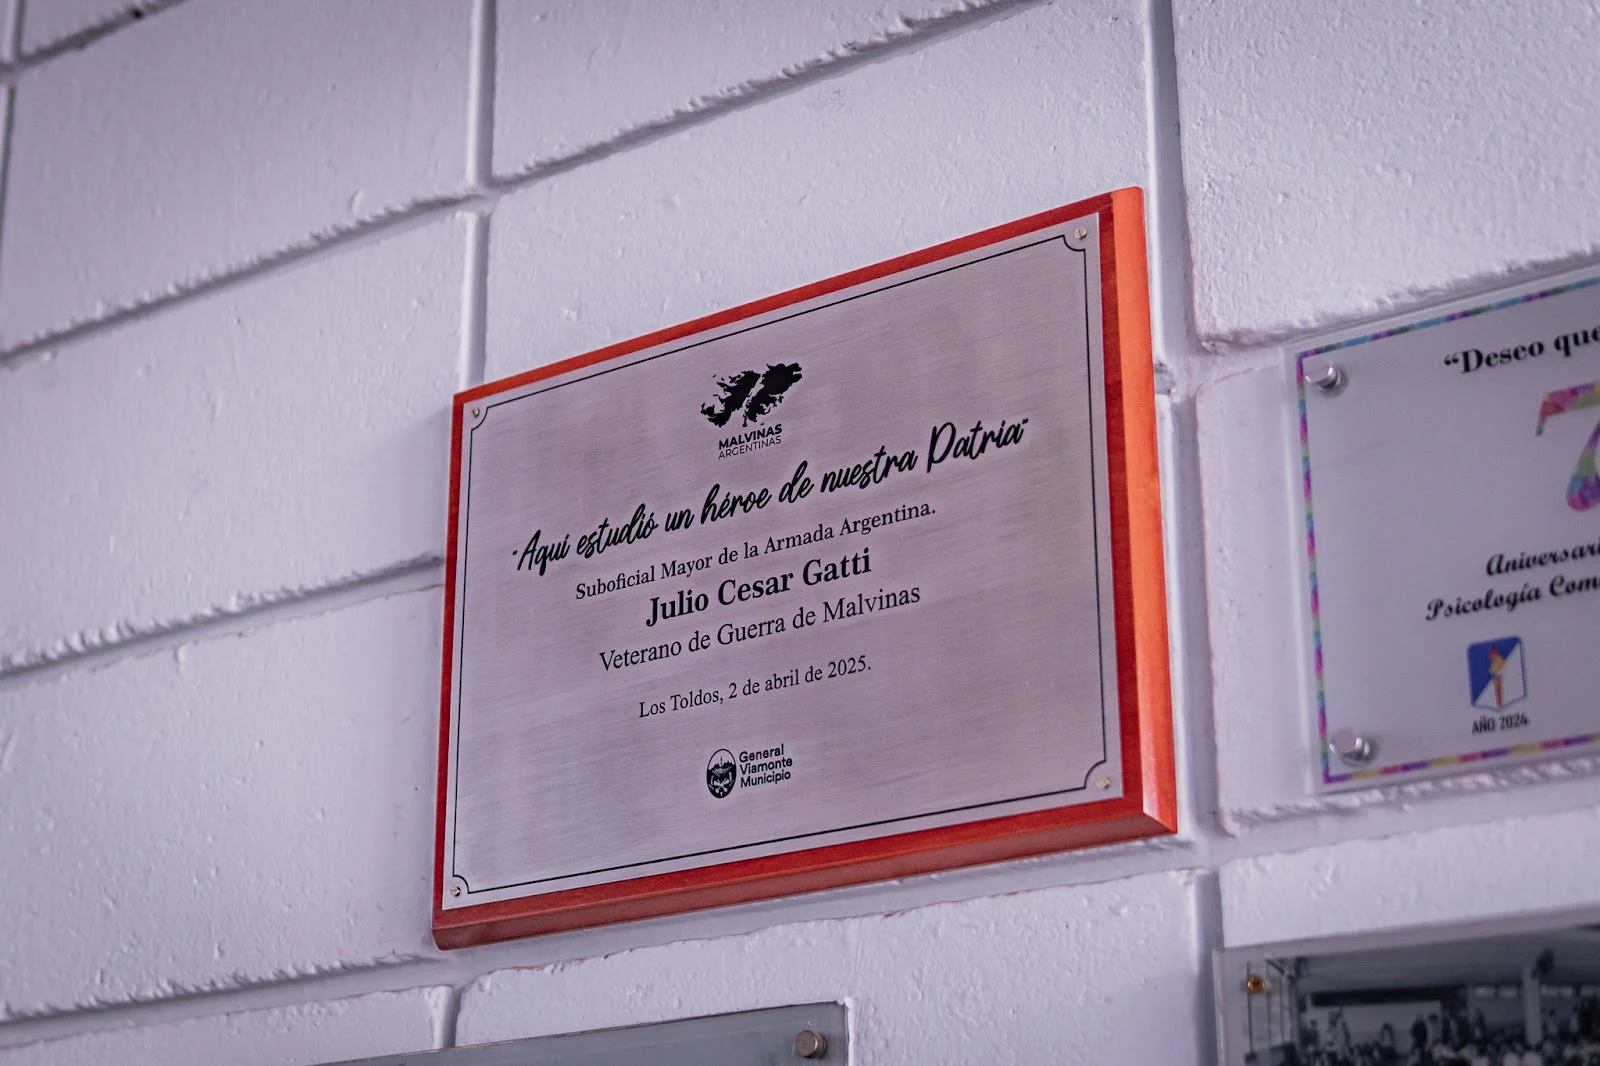 MALVINAS
ARGENTINAS
"Aquí estudió un héroe de nuestra Patria"
Suboficial Mayor de la Armada Argentina.
Julio Cesar Gatti
Veterano de Guerra de Malvinas
Los Toldos, 2 de abril de 2025.
General
Viamonte
Municipio
“Deseo que
7
Aniversari
Psicología Com
AÑO 2024